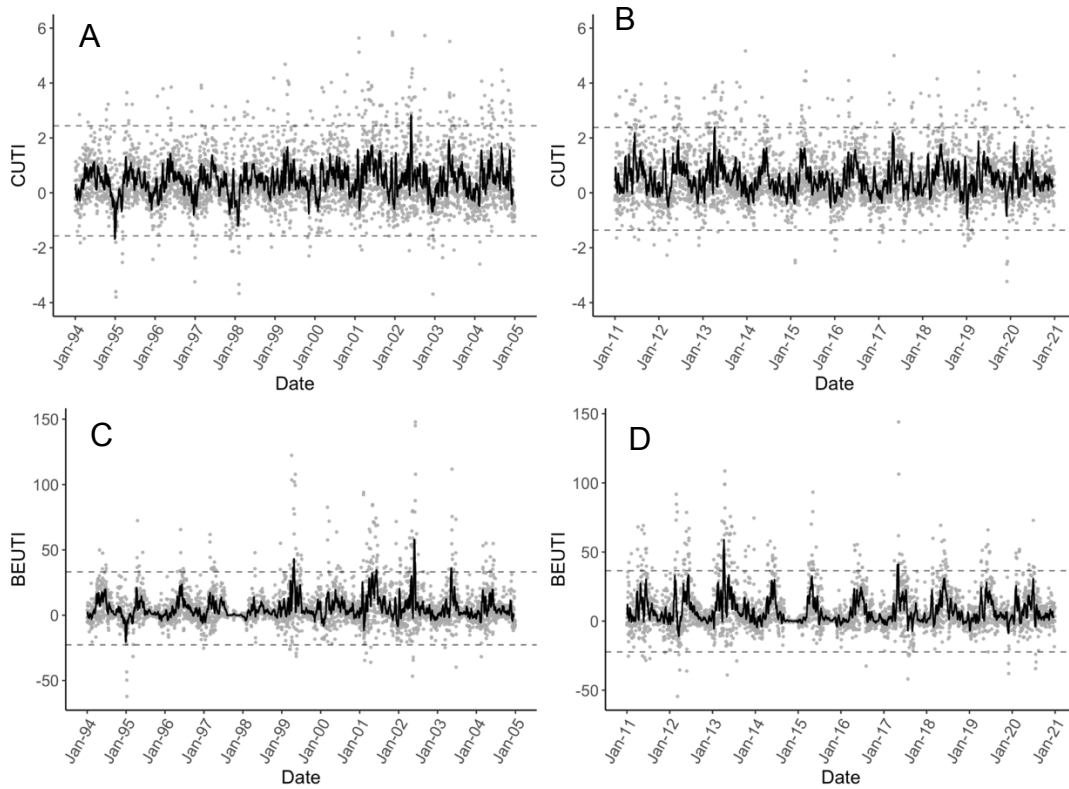 A
6
4
2
0
-2
-4
CUTI
Jan-94
Jan-95
Jan-96
Jan-97
Jan-98
Jan-99
Jan-00
Jan-01
Jan-02
Jan-03
Jan-04
Jan-05
Date
B
6
4
2
0
-2
-4
CUTI
Jan-11
Jan-12
Jan-13
Jan-14
Jan-15
Jan-16
Jan-17
Jan-18
Jan-19
Jan-20
Jan-21
Date
C
150
100
50
0
-50
BEUTI
Jan-94
Jan-95
Jan-96
Jan-97
Jan-98
Jan-99
Jan-00
Jan-01
Jan-02
Jan-03
Jan-04
Jan-05
Date
D
150
100
50
0
-50
BEUTI
Jan-11
Jan-12
Jan-13
Jan-14
Jan-15
Jan-16
Jan-17
Jan-18
Jan-19
Jan-20
Jan-21
Date